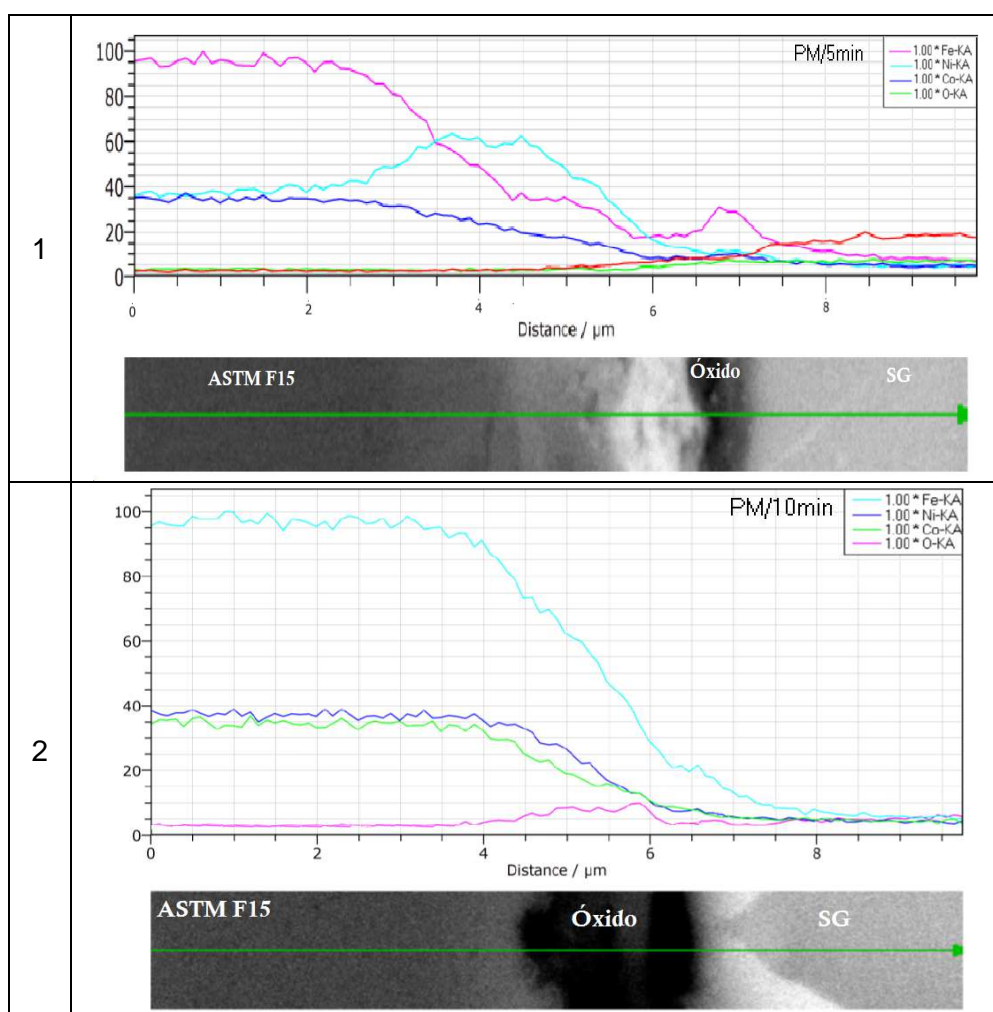 1
PM/5min
1.00*Fe-KA
1.00*Ni-KA
1.00*Co-KA
1.00*O-KA
100
80
60
40
20
0
0 2 4 6 8
Distance / µm
ASTM F15 Óxido SG
2
PM/10min
1.00*Fe-KA
1.00*Ni-KA
1.00*Co-KA
1.00*O-KA
100
80
60
40
20
0
0 2 4 6 8
Distance / µm
ASTM F15 Óxido SG